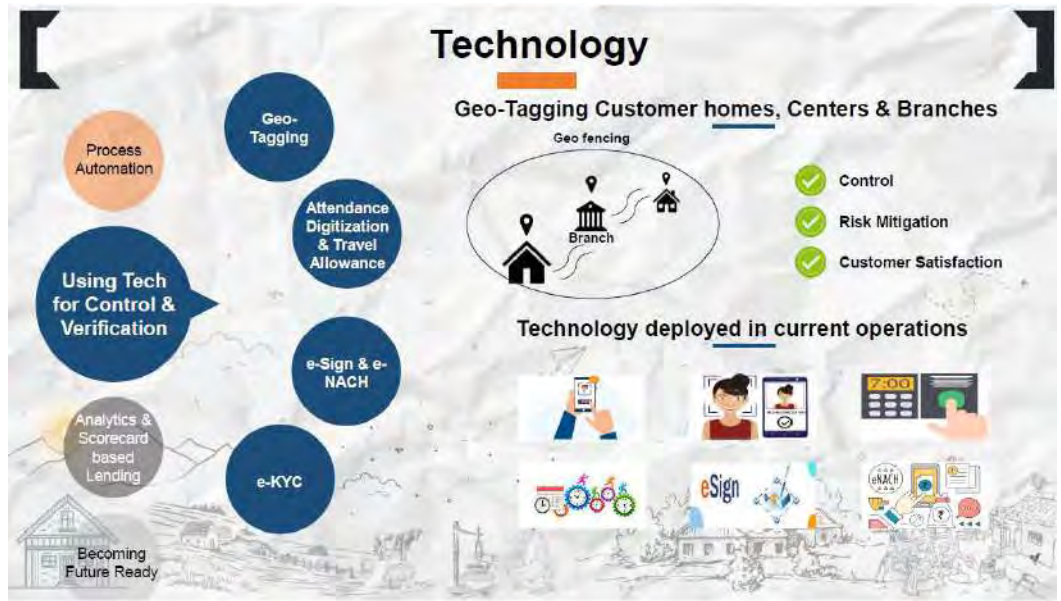 Technology
Process
Automation
Using Tech
for Control &
Verification
Analytics &
Scorecard
based
Lending
Becoming
Future Ready
Geo-
Tagging
Attendance
Digitization
& Travel
Allowance
e-Sign & e-
NACH
e-KYC
Geo-Tagging Customer homes, Centers & Branches
Geo fencing
Branch
Control
Risk Mitigation
Customer Satisfaction
Technology deployed in current operations
7:00
eSign
eNACH